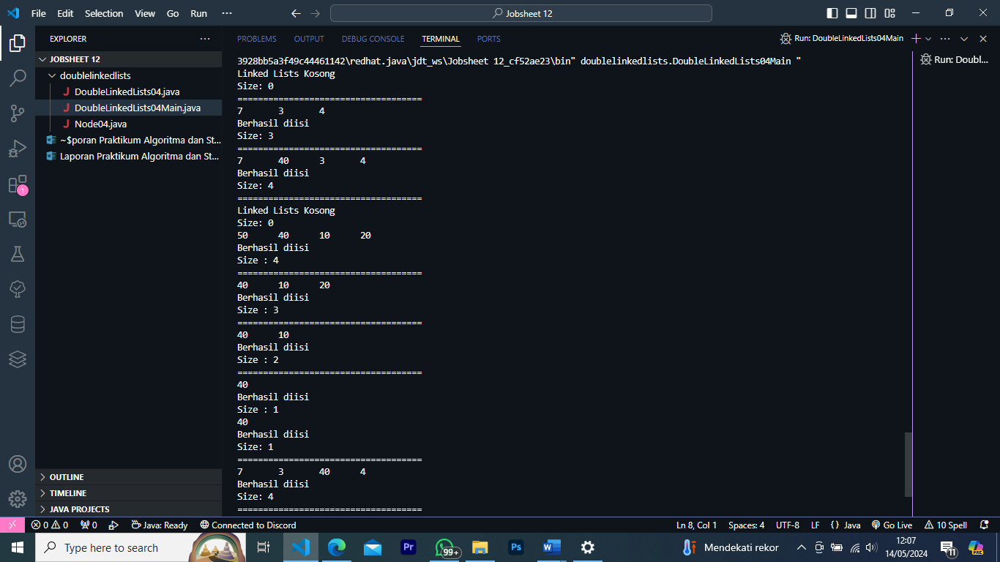 File Edit Selection View Go Run ··· Jobsheet 12
EXPLORER ···
JOBSHEET 12
doublelinkedlists
DoubleLinkedLists04.java
DoubleLinkedLists04Main.java
Node04.java
~$poran Praktikum Algoritma dan St...
Laporan Praktikum Algoritma dan St...
1
OUTLINE
TIMELINE
JAVA PROJECTS
PROBLEMS OUTPUT DEBUG CONSOLE TERMINAL PORTS Run: DoubleLinkedLists04Main ···
Run: Doubl...
3928bb5a3f49c44461142\redhat.java\jdt_ws\Jobsheet 12_cf52ae23\bin" doublelinkedlists.DoubleLinkedLists04Main "
Linked Lists Kosong
Size: 0
====================================
7 3 4
Berhasil diisi
Size: 3
====================================
7 40 3 4
Berhasil diisi
Size: 4
====================================
Linked Lists Kosong
Size: 0
50 40 10 20
Berhasil diisi
Size : 4
====================================
40 10 20
Berhasil diisi
Size : 3
====================================
40 10
Berhasil diisi
Size : 2
====================================
40
Berhasil diisi
Size : 1
40
Berhasil diisi
Size: 1
====================================
7 3 40 4
Berhasil diisi
Size: 4
====================================
0 0 0 Java: Ready Connected to Discord Ln 8, Col 1 Spaces: 4 UTF-8 LF {} Java Go Live 10 Spell
Type here to search Pr 99+ Ps W Mendekati rekor 12:07 11 PRE
14/05/2024